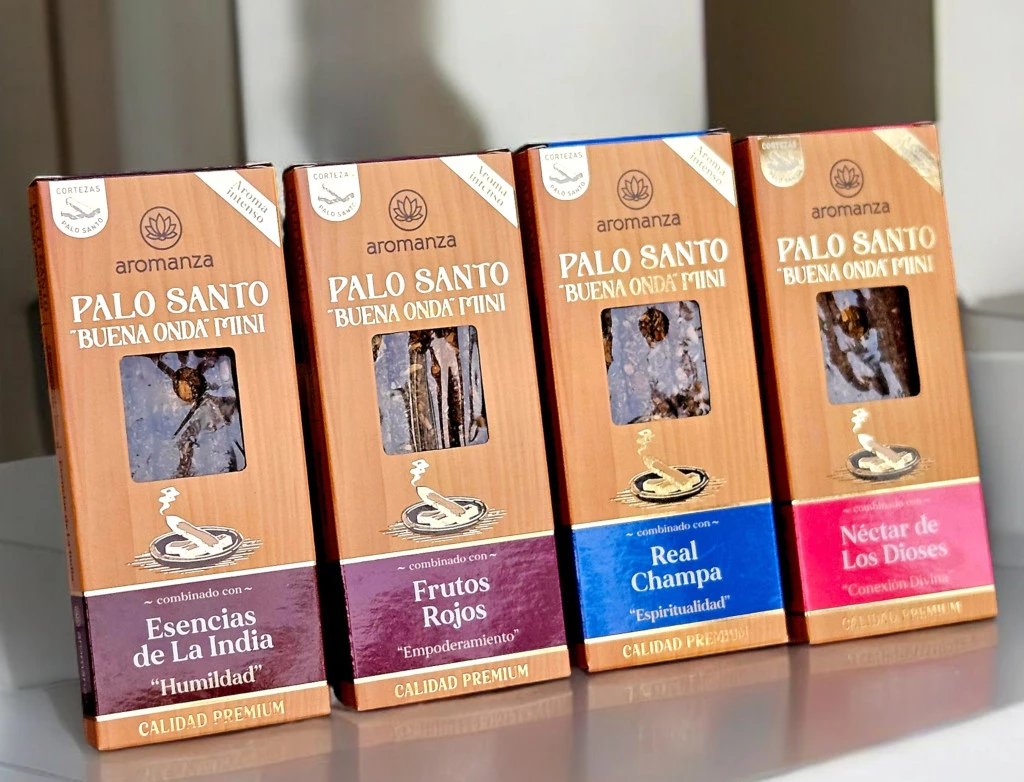 CORTEZAS
PALO SANTO
Aroma
intenso
aromanza
PALO SANTO
"BUENA ONDA" MINI
~ combinado con ~
Esencias
de La India
"Humildad"
CALIDAD PREMIUM
CORTEZAS
PALO SANTO
Aroma
intenso
aromanza
PALO SANTO
"BUENA ONDA" MINI
~ combinado con ~
Frutos
Rojos
"Empoderamiento"
CALIDAD PREMIUM
CORTEZAS
PALO SANTO
Aroma
intenso
aromanza
PALO SANTO
"BUENA ONDA" MINI
~ combinado con ~
Real
Champa
"Espiritualidad"
CALIDAD PREMIUM
CORTEZAS
aromanza
PALO SANTO
"BUENA ONDA" MINI
~ combinado con ~
Néctar de
Los Dioses
"Conexión Divina"
CALIDAD PREMIUM